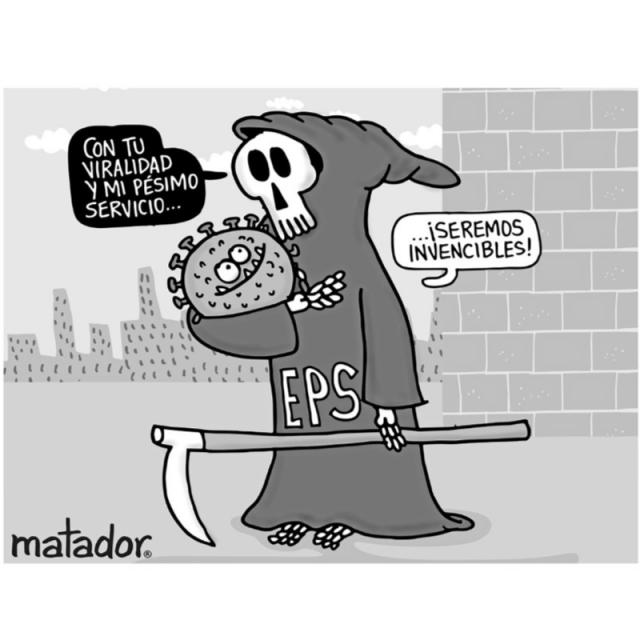 CON TU
VIRALIDAD
Y MI PÉSIMO
SERVICIO...
...¡SEREMOS
INVENCIBLES!
EPS
matador®